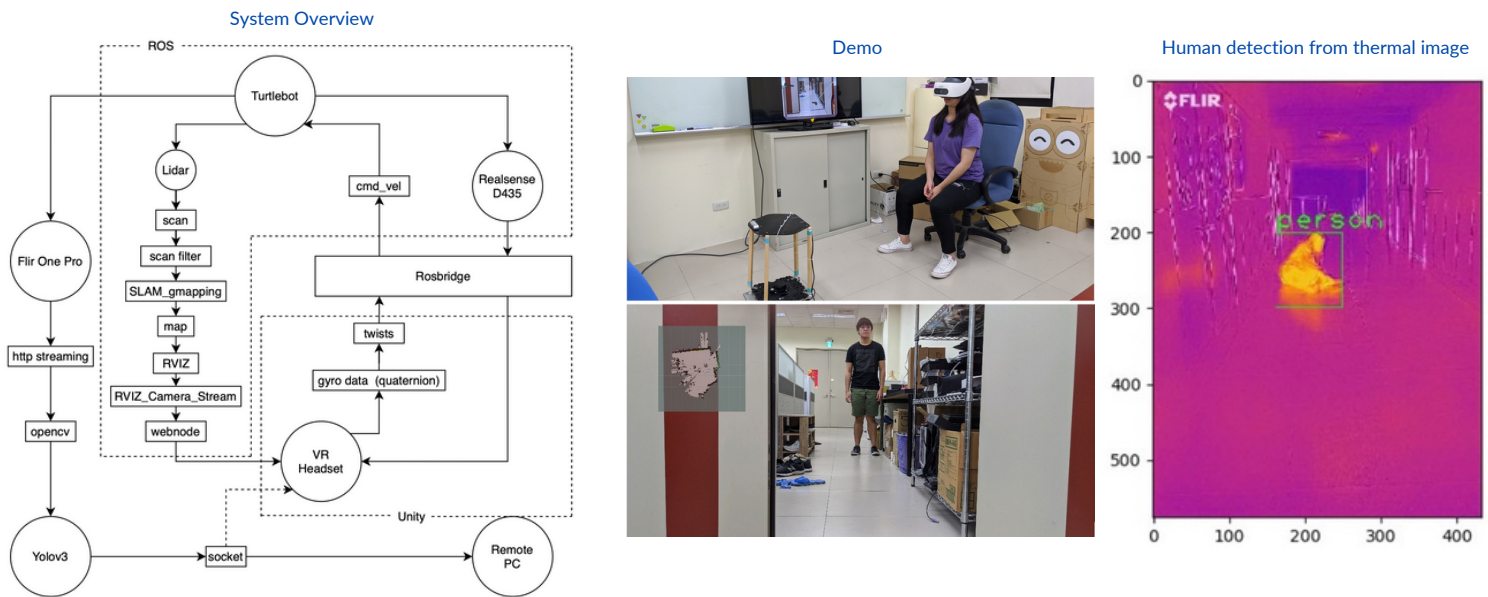 System Overview
ROS
Turtlebot
Lidar
scan
scan filter
SLAM_gmapping
map
RVIZ
RVIZ_Camera_Stream
webnode
cmd_vel
Realsense
D435
Flir One Pro
http streaming
opencv
Yolov3
Rosbridge
twists
gyro data (quaternion)
VR
Headset
Unity
socket
Remote
PC
Demo
Human detection from thermal image
FLIR
person
0
100
200
300
400
500
0
100
200
300
400